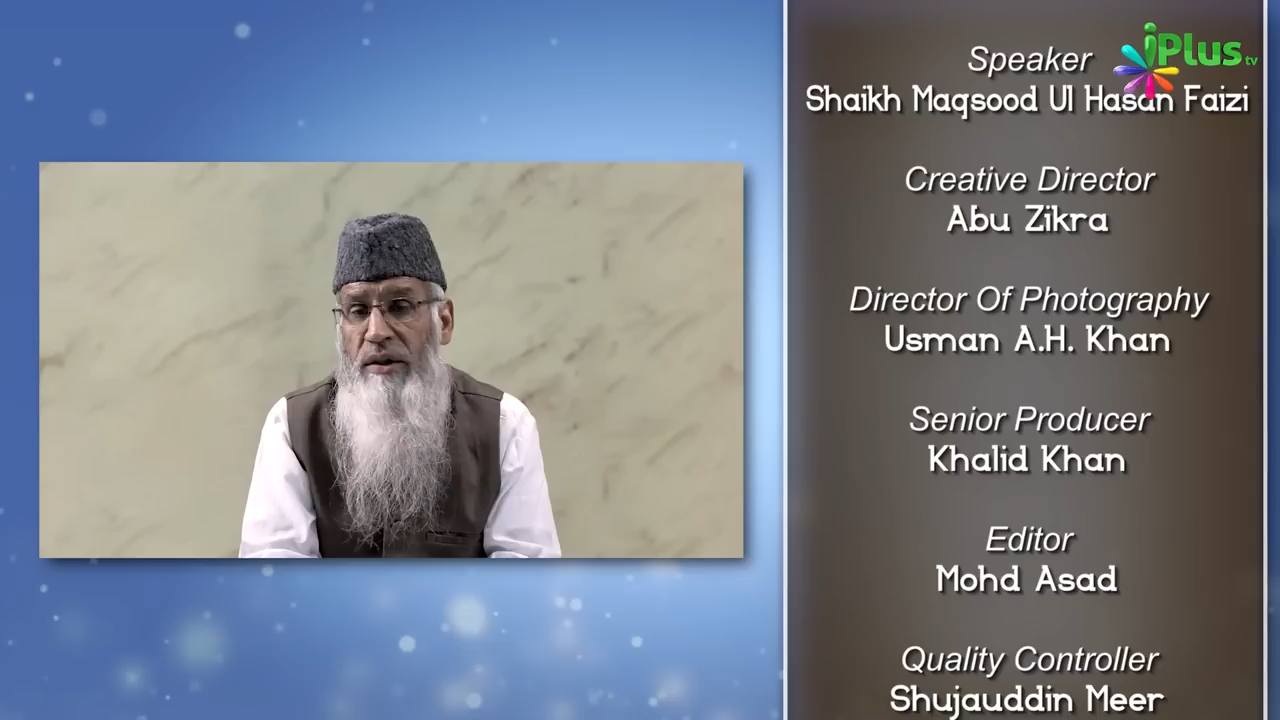 iPlus tv
Speaker
Shaikh Maqsood Ul Hasan Faizi
Creative Director
Abu Zikra
Director Of Photography
Usman A.H. Khan
Senior Producer
Khalid Khan
Editor
Mohd Asad
Quality Controller
Shujauddin Meer